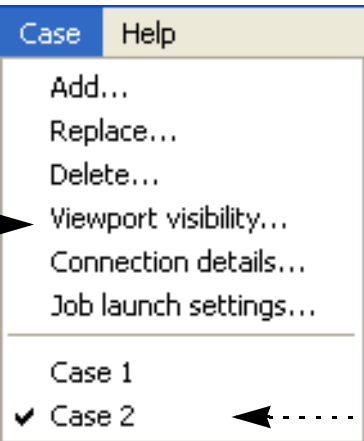 Case Help
Add...
Replace...
Delete...
Viewport visibility...
Connection details...
Job launch settings...
Case 1
Case 2